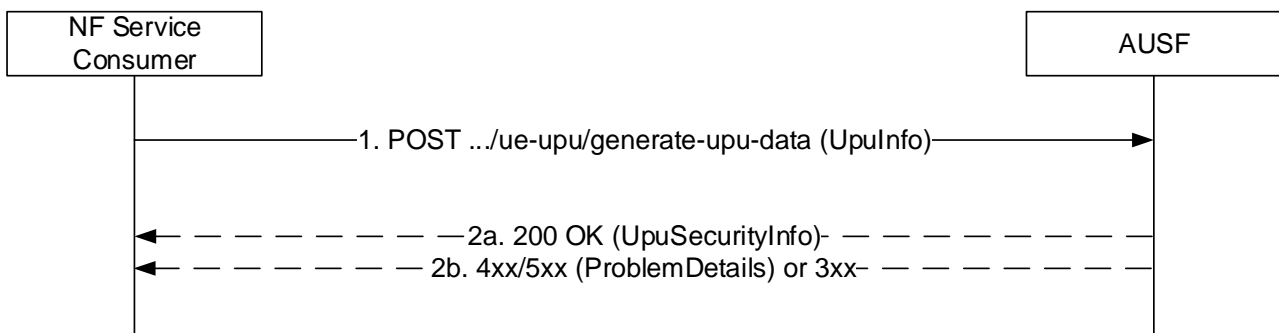 NF Service
Consumer
AUSF
1. POST .../ue-upu/generate-upu-data (UpuInfo)
2a. 200 OK (UpuSecurityInfo)
2b. 4xx/5xx (ProblemDetails) or 3xx